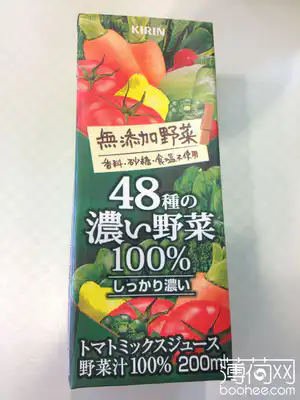 KIRIN
無添加野菜
香料・砂糖・食塩不使用
48種の
濃い野菜
100%
しっかり濃い
トマトミックスジュース
野菜汁100% 200ml
薄荷网
boohee.com